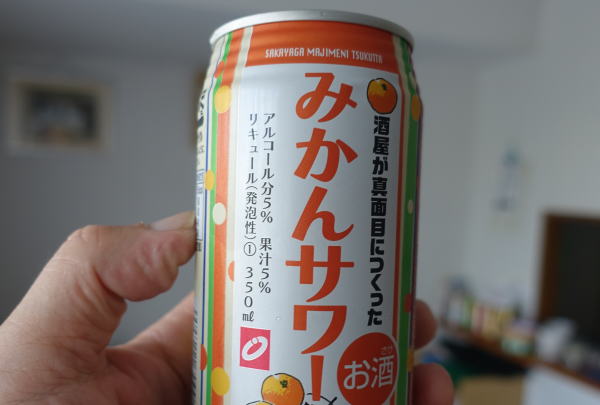 SAKAYAGA MAJIMENI TSUKUTTA
酒屋が真面目につくった
みかんサワー
アルコール分5% 果汁5%
リキュール(発泡性)① 350㎖
さけ
お酒